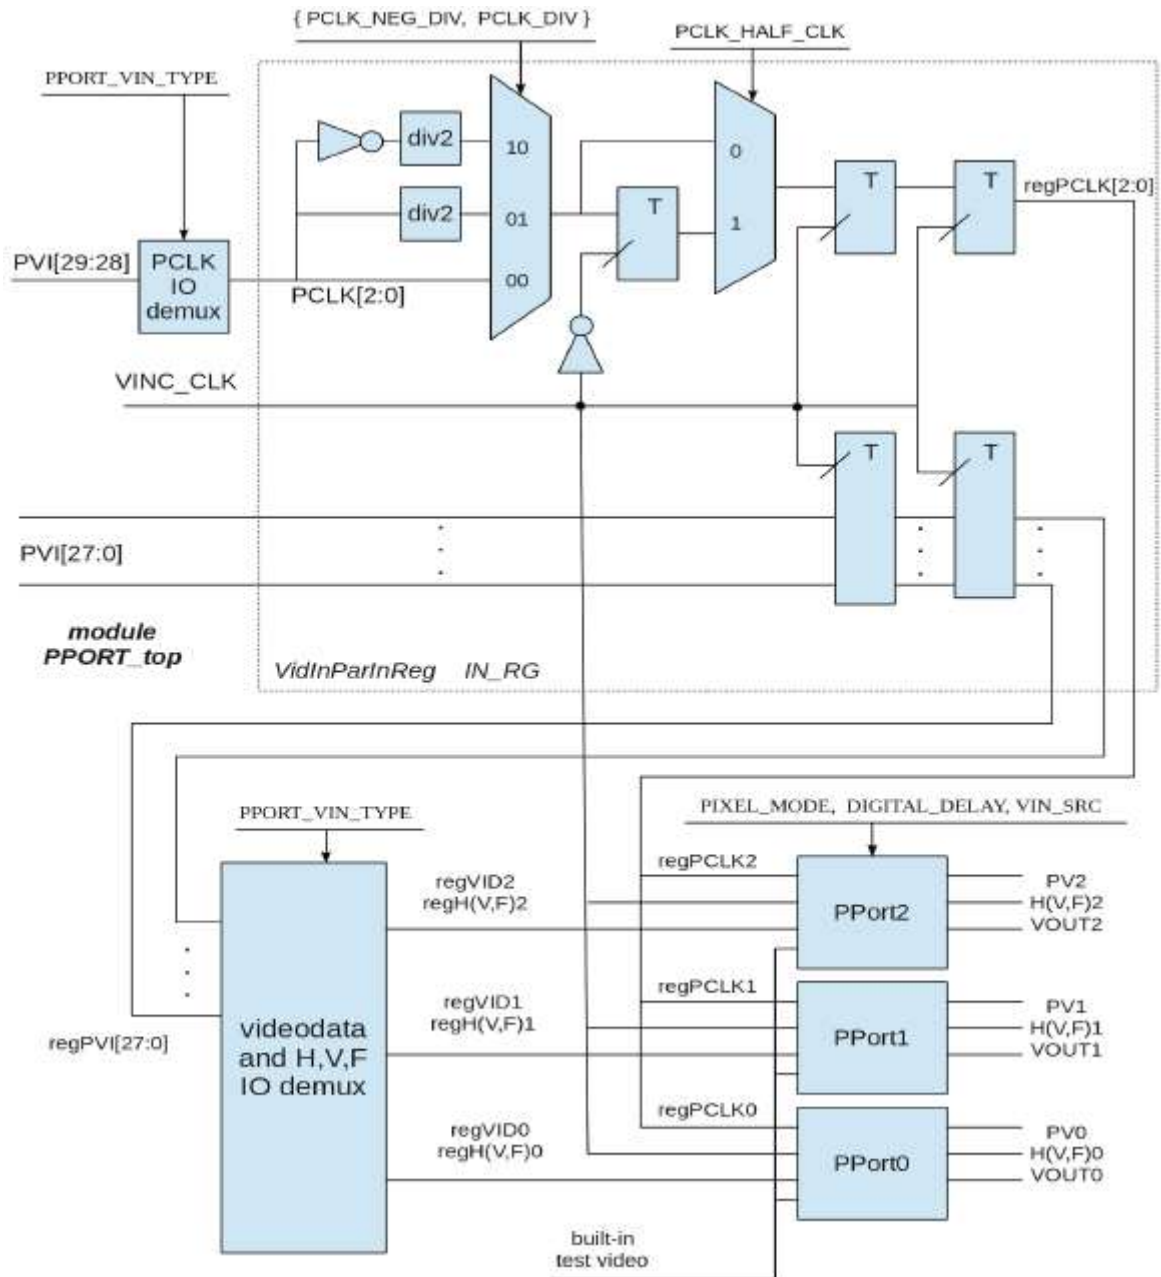 { PCLK_NEG_DIV, PCLK_DIV }
PCLK_HALF_CLK
PPORT_VIN_TYPE
div2
10
0
T
T
regPCLK[2:0]
div2
01
T
1
PVI[29:28]
PCLK
IO
demux
PCLK[2:0]
00
VINC_CLK
T
T
PVI[27:0]
module
PPORT_top
VidInParInReg IN_RG
PPORT_VIN_TYPE
PIXEL_MODE, DIGITAL_DELAY, VIN_SRC
regVID2
regH(V,F)2
regPCLK2
PPort2
PV2
H(V,F)2
VOUT2
regPVI[27:0]
videodata
and H,V,F
IO demux
regVID1
regH(V,F)1
regPCLK1
PPort1
PV1
H(V,F)1
VOUT1
regVID0
regH(V,F)0
regPCLK0
PPort0
PV0
H(V,F)0
VOUT0
built-in
test video